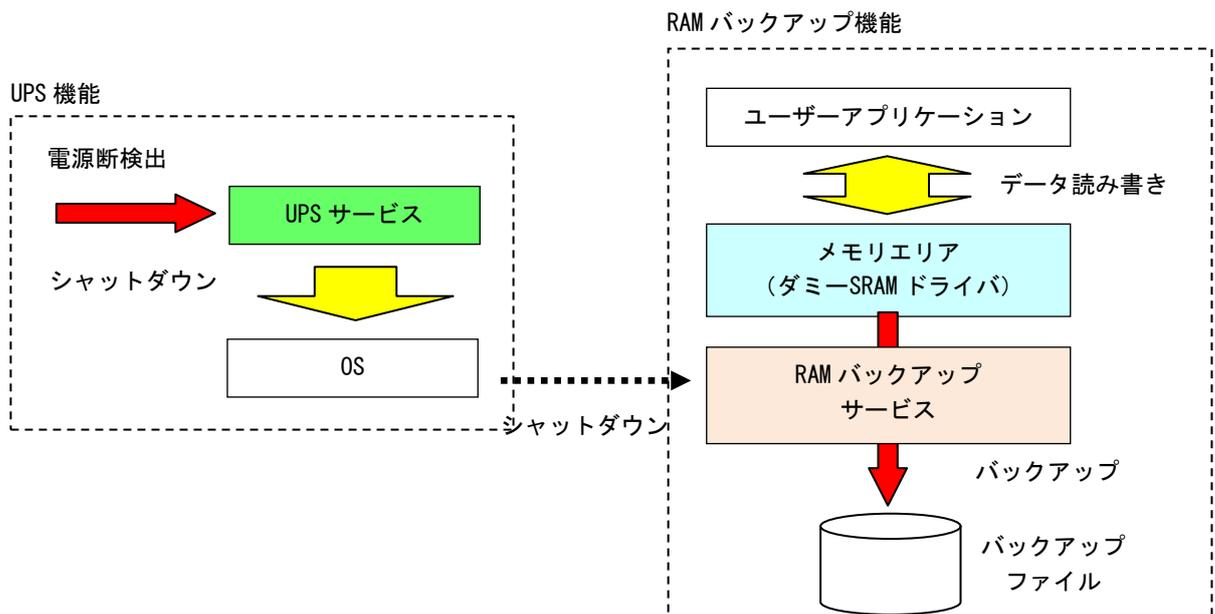 RAM バックアップ機能
UPS 機能
電源断検出
UPS サービス
シャットダウン
OS
シャットダウン
ユーザーアプリケーション
データ読み書き
メモリエリア
（ダミーSRAM ドライバ）
RAM バックアップ
サービス
バックアップ
バックアップ
ファイル